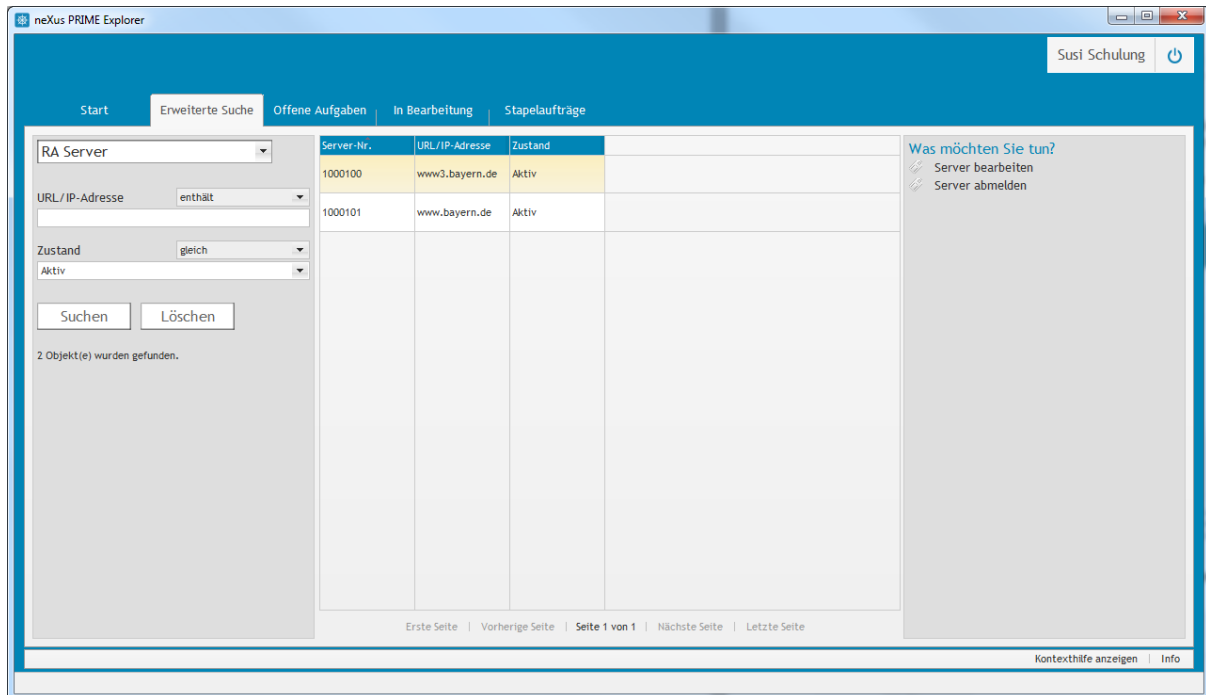 neXus PRIME Explorer
Susi Schulung
Start Erweiterte Suche Offene Aufgaben In Bearbeitung Stapelaufträge
RA Server
URL/IP-Adresse enthält
Zustand gleich
Aktiv
Suchen Löschen
2 Objekt(e) wurden gefunden.
Server-Nr. URL/IP-Adresse Zustand
1000100 www3.bayern.de Aktiv
1000101 www.bayern.de Aktiv
Erste Seite | Vorherige Seite | Seite 1 von 1 | Nächste Seite | Letzte Seite
Was möchten Sie tun?
Server bearbeiten
Server abmelden
Kontexthilfe anzeigen | Info